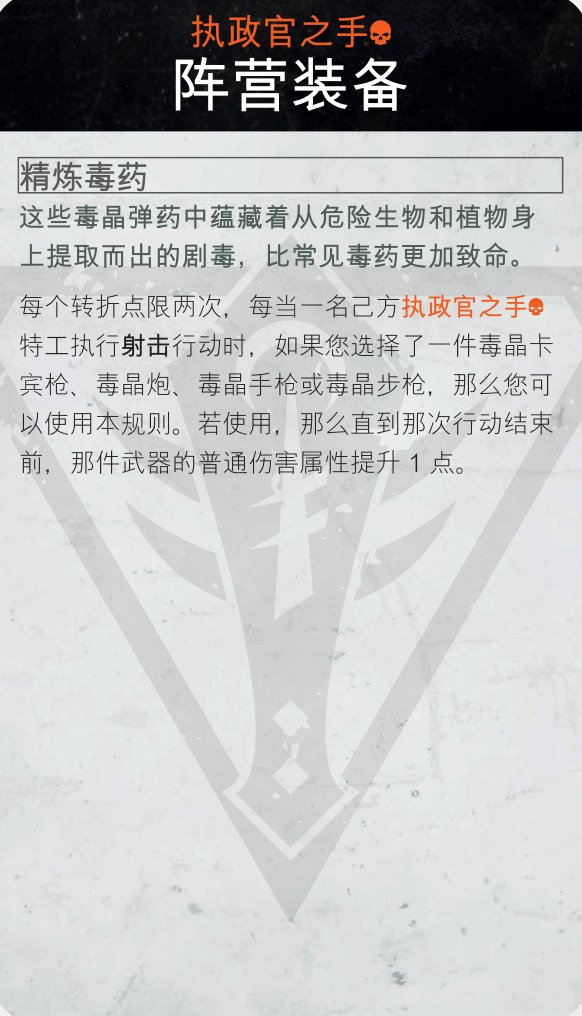 执政官之手
阵营装备
精炼毒药
这些毒晶弹药中蕴藏着从危险生物和植物身
上提取而出的剧毒，比常见毒药更加致命。
每个转折点限两次，每当一名己方执政官之手
特工执行射击行动时，如果您选择了一件毒晶卡
宾枪、毒晶炮、毒晶手枪或毒晶步枪，那么您可
以使用本规则。若使用，那么直到那次行动结束
前，那件武器的普通伤害属性提升 1 点。